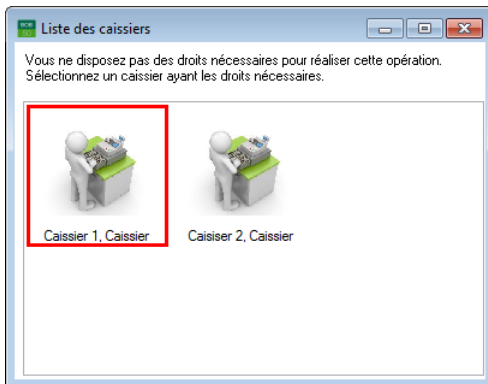 Liste des caissiers
Vous ne disposez pas des droits nécessaires pour réaliser cette opération.
Sélectionnez un caissier ayant les droits nécessaires.
Caissier 1, Caissier
Caisiser 2, Caissier